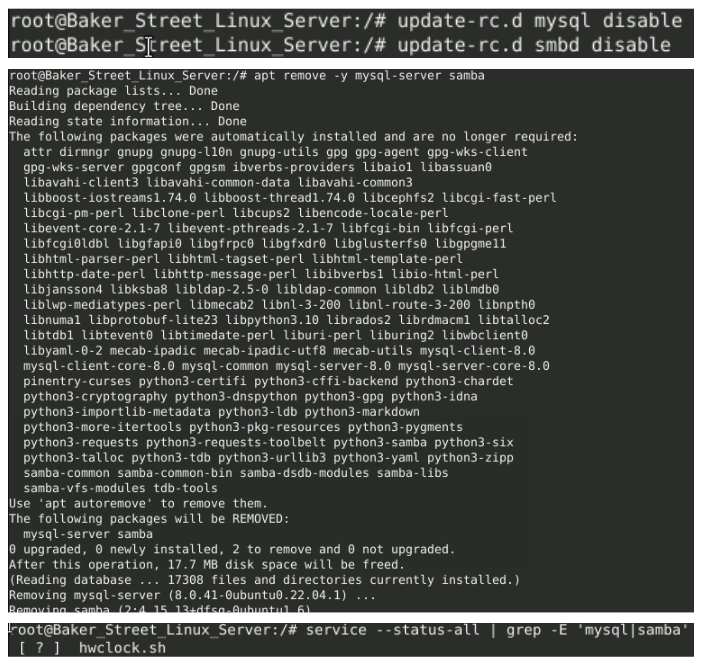 root@Baker_Street_Linux_Server:/# update-rc.d mysql disable
root@Baker_Street_Linux_Server:/# update-rc.d smbd disable
root@Baker_Street_Linux_Server:/# apt remove -y mysql-server samba
Reading package lists... Done
Building dependency tree... Done
Reading state information... Done
The following packages were automatically installed and are no longer required:
  attr dirmngr gnupg gnupg-l10n gnupg-utils gpg gpg-agent gpg-wks-client
  gpg-wks-server gpgconf gpgsm ibverbs-providers libaio1 libassuan0
  libavahi-client3 libavahi-common-data libavahi-common3
  libboost-iostreams1.74.0 libboost-thread1.74.0 libcephfs2 libcgi-fast-perl
  libcgi-pm-perl libclone-perl libcups2 libencode-locale-perl
  libevent-core-2.1-7 libevent-pthreads-2.1-7 libfcgi-bin libfcgi-perl
  libfcgi0ldbl libgfapi0 libgfrpc0 libgfxdr0 libglusterfs0 libgpgme11
  libhtml-parser-perl libhtml-tagset-perl libhtml-template-perl
  libhttp-date-perl libhttp-message-perl libibverbs1 libio-html-perl
  libjansson4 libksba8 libldap-2.5-0 libldap-common libldb2 liblmdb0
  liblwp-mediatypes-perl libmecab2 libnl-3-200 libnl-route-3-200 libnpth0
  libnuma1 libprotobuf-lite23 libpython3.10 librados2 librdmacm1 libtalloc2
  libtdb1 libtevent0 libtimedate-perl liburi-perl liburing2 libwbclient0
  libyaml-0-2 mecab-ipadic mecab-ipadic-utf8 mecab-utils mysql-client-8.0
  mysql-client-core-8.0 mysql-common mysql-server-8.0 mysql-server-core-8.0
  pinentry-curses python3-certifi python3-cffi-backend python3-chardet
  python3-cryptography python3-dnspython python3-gpg python3-idna
  python3-importlib-metadata python3-ldb python3-markdown
  python3-more-itertools python3-pkg-resources python3-pygments
  python3-requests python3-requests-toolbelt python3-samba python3-six
  python3-talloc python3-tdb python3-urllib3 python3-yaml python3-zipp
  samba-common samba-common-bin samba-dsdb-modules samba-libs
  samba-vfs-modules tdb-tools
Use 'apt autoremove' to remove them.
The following packages will be REMOVED:
  mysql-server samba
0 upgraded, 0 newly installed, 2 to remove and 0 not upgraded.
After this operation, 17.7 MB disk space will be freed.
(Reading database ... 17308 files and directories currently installed.)
Removing mysql-server (8.0.41-0ubuntu0.22.04.1) ...
Removing samba (2:4.15.13+dfsg-0ubuntu1.6)
root@Baker_Street_Linux_Server:/# service --status-all | grep -E 'mysql|samba'
 [ ? ]  hwclock.sh